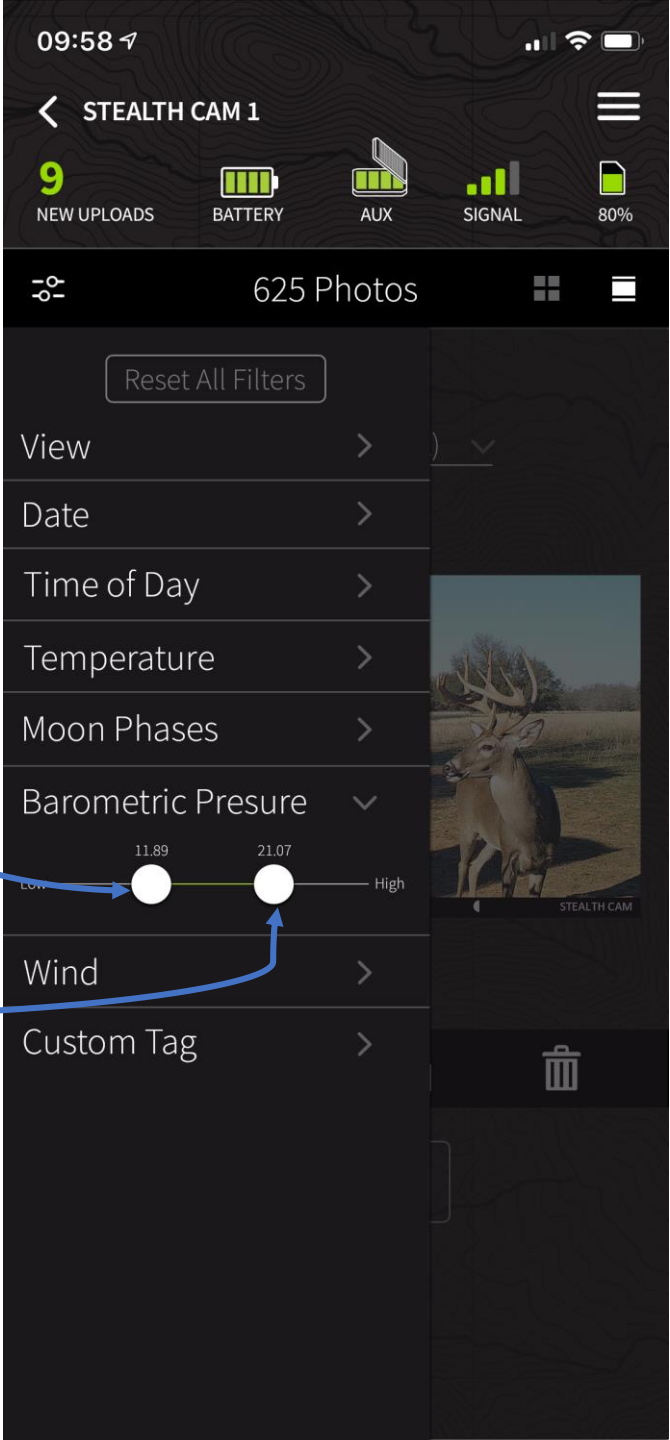 09:58
STEALTH CAM 1
9
NEW UPLOADS
BATTERY
AUX
SIGNAL
80%
625 Photos
Reset All Filters
View
)
Date
Time of Day
Temperature
Moon Phases
Barometric Presure
11.89 21.07
Low High
STEALTH CAM
Wind
Custom Tag